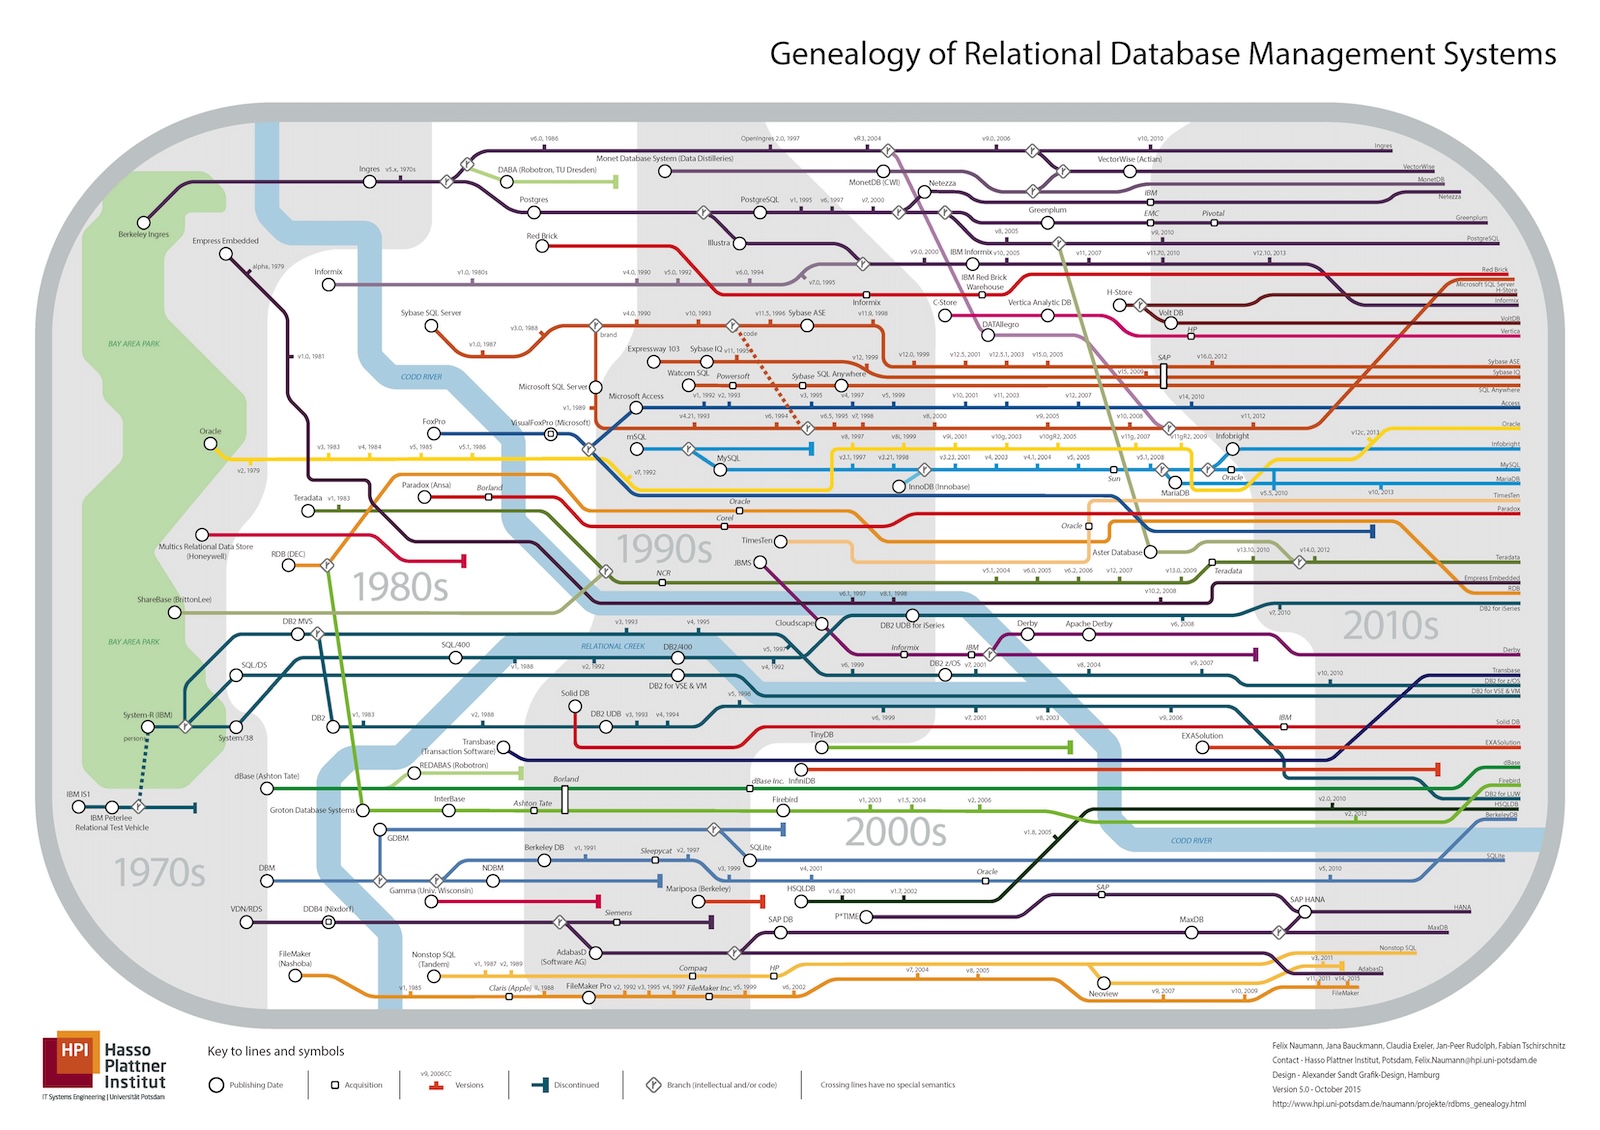 Genealogy of Relational Database Management Systems
v6.0, 1986
OpenIngres 2.0, 1997
vR3, 2004
v9.0, 2006
v10, 2010
Ingres
Monet Database System (Data Distilleries)
VectorWise (Actian)
Ingres
v5.x, 1970s
DABA (Robotron, TU Dresden)
MonetDB (CWI)
VectorWise
Netezza
MonetDB
IBM
Netezza
Postgres
PostgreSQL
v1, 1995
v6, 1997
v7, 2000
Greenplum
EMC
Pivotal
Greenplum
Berkeley Ingres
Empress Embedded
Red Brick
Illustra
v8, 2005
v9, 2010
PostgreSQL
alpha, 1979
Informix
v1.0, 1980s
v4.0, 1990
v5.0, 1992
v6.0, 1994
v7.0, 1995
v9.0, 2000
IBM Informix
v10, 2005
v11, 2007
v11.70, 2010
v12.10, 2013
IBM Red Brick
Warehouse
Red Brick
Microsoft SQL Server
H-Store
Informix
Informix
C-Store
Vertica Analytic DB
H-Store
Volt DB
VoltDB
HP
Vertica
DATAllegro
Sybase SQL Server
v1.0, 1987
v3.0, 1988
brand
v4.0, 1990
v10, 1993
v11.5, 1996
Sybase ASE
v11.9, 1998
code
BAY AREA PARK
v1.0, 1981
Expressway 103
Sybase IQ
v11, 1995
v12, 1999
v12.0, 1999
v12.5, 2001
v12.5.1, 2003
v15.0, 2005
v15, 2009
SAP
v16.0, 2012
Sybase ASE
Sybase IQ
SQL Anywhere
CODD RIVER
Watcom SQL
Powersoft
Sybase
SQL Anywhere
Microsoft SQL Server
Microsoft Access
v1, 1992
v2, 1993
v3, 1995
v4, 1997
v5, 1999
v10, 2001
v11, 2003
v12, 2007
v14, 2010
Access
v1, 1989
v4.21, 1993
v6, 1994
v6.5, 1995
v7, 1998
v8, 2000
v9, 2005
v10, 2008
v11, 2012
FoxPro
VisualFoxPro (Microsoft)
Oracle
v2, 1979
v3, 1983
v4, 1984
v5, 1985
v5.1, 1986
v7, 1992
v8, 1997
v8i, 1999
v9i, 2001
v10g, 2003
v10gR2, 2005
v11g, 2007
v11gR2, 2009
v12c, 2013
Oracle
mSQL
MySQL
v3.1, 1997
v3.21, 1998
v3.23, 2001
v4, 2003
v4.1, 2004
v5, 2005
Sun
v5.1, 2008
Infobright
Infobright
Oracle
MySQL
InnoDB (Innobase)
MariaDB
v5.5, 2010
v10, 2013
MariaDB
Teradata
v1, 1983
Paradox (Ansa)
Borland
Oracle
Corel
TimesTen
Paradox
Multics Relational Data Store
(Honeywell)
1990s
TimesTen
Oracle
RDB (DEC)
1980s
JBMS
Aster Database
NCR
v5.1, 2004
v6.0, 2005
v6.2, 2006
v12, 2007
v13.0, 2009
Teradata
v13.10, 2010
v14.0, 2012
Teradata
Empress Embedded
RDB
ShareBase (BrittonLee)
v6.1, 1997
v8.1, 1998
v10.2, 2008
DB2 for iSeries
DB2 MVS
BAY AREA PARK
v3, 1993
v4, 1995
Cloudscape
DB2 UDB for iSeries
v6, 2008
v7, 2010
2010s
SQL/400
RELATIONAL CREEK
DB2/400
v5, 1997
Derby
Apache Derby
Informix
IBM
Derby
SQL/DS
v1, 1988
v2, 1992
DB2 for VSE & VM
v4, 1992
v6, 1999
DB2 z/OS
v7, 2001
v8, 2004
v9, 2007
v10, 2010
Transbase
DB2 for z/OS
DB2 for VSE & VM
System-R (IBM)
persons
System/38
DB2
v1, 1983
v2, 1988
Solid DB
DB2 UDB
v3, 1993
v4, 1994
v5, 1996
v6, 1999
v7, 2001
v8, 2003
v9, 2006
IBM
Solid DB
Transbase
(Transaction Software)
TinyDB
EXASolution
EXASolution
dBase (Ashton Tate)
REDABAS (Robotron)
Borland
dBase Inc.
InfiniDB
dBase
Firebird
DB2 for LUW
HSQLDB
BerkeleyDB
IBM IS1
IBM Peterlee
Relational Test Vehicle
Groton Database Systems
InterBase
Ashton Tate
Firebird
v1, 2003
v1.5, 2004
v2, 2006
v2.0, 2010
v2, 2012
GDBM
2000s
v1.8, 2005
CODD RIVER
1970s
DBM
Berkeley DB
v1, 1991
Sleepycat
v2, 1997
SQLite
SQLite
Gamma (Univ. Wisconsin)
NDBM
Mariposa (Berkeley)
v3, 1999
v4, 2001
Oracle
v5, 2010
HSQLDB
v1.6, 2001
v1.7, 2002
SAP
VDN/RDS
DDB4 (Nixdorf)
Siemens
P*TIME
SAP HANA
HANA
SAP DB
MaxDB
MaxDB
AdabasD
(Software AG)
FileMaker
(Nashoba)
Nonstop SQL
(Tandem)
v1, 1987
v2, 1989
Compaq
HP
Nonstop SQL
v3, 2011
AdabasD
v1, 1985
Claris (Apple)
II, 1988
FileMaker Pro
v2, 1992
v3, 1995
v4, 1997
FileMaker Inc.
v5, 1999
v6, 2002
v7, 2004
v8, 2005
Neoview
v9, 2007
v10, 2009
v11, 2011
v14, 2015
FileMaker
HPI
Hasso
Plattner
Institut
IT Systems Engineering | Universität Potsdam
Key to lines and symbols
Publishing Date
Acquisition
v9, 2006CC
Versions
Discontinued
Branch (intellectual and/or code)
Crossing lines have no special semantics
Felix Naumann, Jana Bauckmann, Claudia Exeler, Jan-Peer Rudolph, Fabian Tschirschnitz
Contact - Hasso Plattner Institut, Potsdam, Felix.Naumann@hpi.uni-potsdam.de
Design - Alexander Sandt Grafik-Design, Hamburg
Version 5.0 - October 2015
http://www.hpi.uni-potsdam.de/naumann/projekte/rdbms_genealogy.html